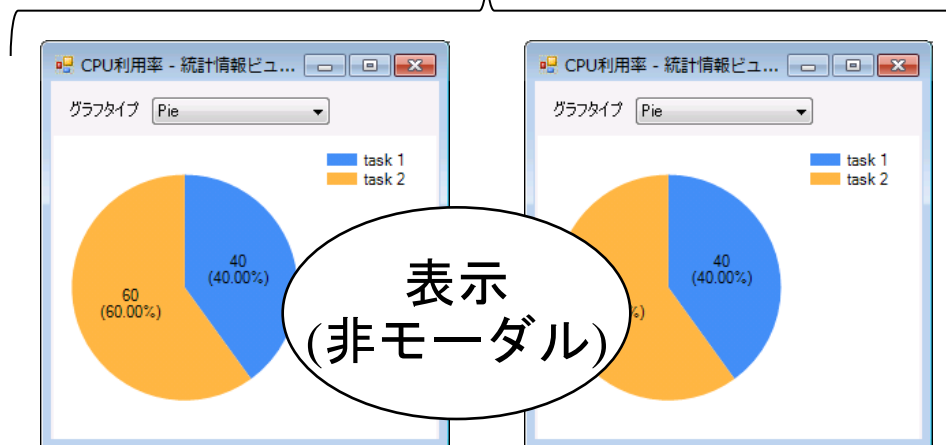 CPU利用率 - 統計情報ビュ...
グラフタイプ Pie
task 1
task 2
40
(40.00%)
60
(60.00%)
表示
(非モーダル)
CPU利用率 - 統計情報ビュ...
グラフタイプ Pie
task 1
task 2
40
(40.00%)
%)